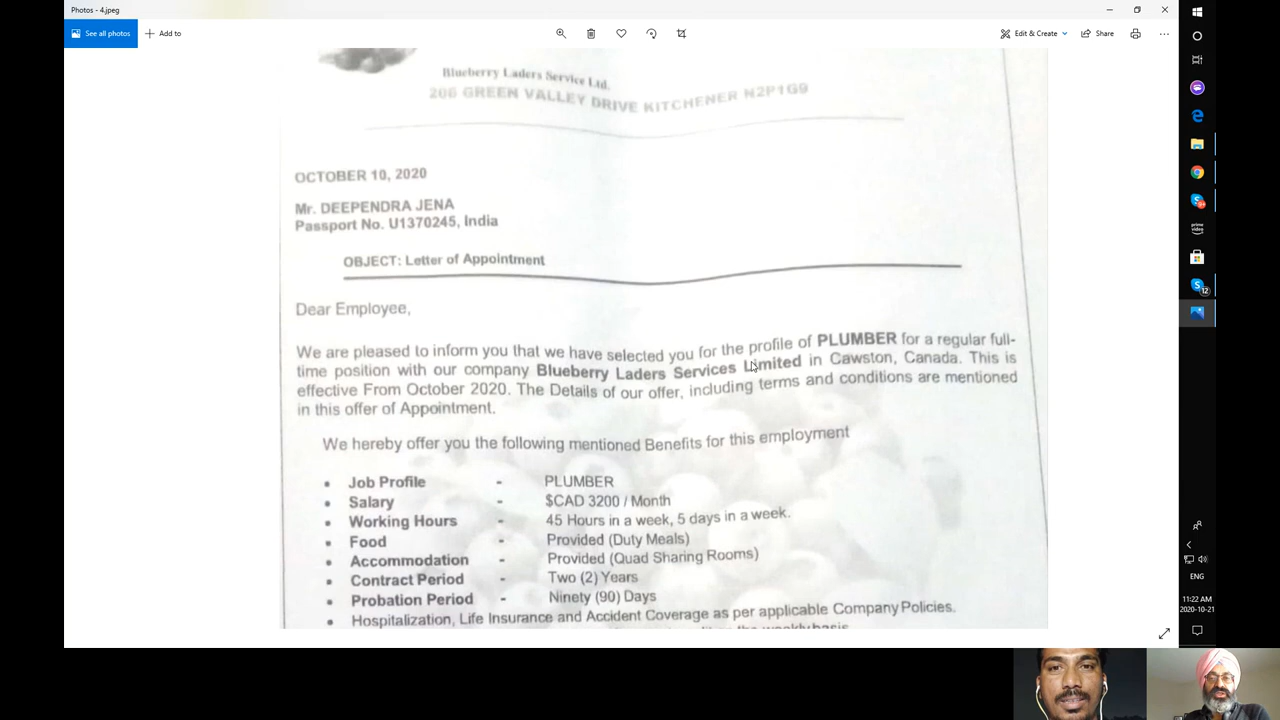 Photos - 4.jpeg
See all photos
Add to
Edit & Create
Share
Blueberry Laders Service Ltd.
20B GREEN VALLEY DRIVE KITCHENER N2P1G9
OCTOBER 10, 2020
Mr. DEEPENDRA JENA
Passport No. U1370245, India
OBJECT: Letter of Appointment
Dear Employee,
We are pleased to inform you that we have selected you for the profile of PLUMBER for a regular full-
time position with our company Blueberry Laders Services Limited in Cawston, Canada. This is
effective From October 2020. The Details of our offer, including terms and conditions are mentioned
in this offer of Appointment.
We hereby offer you the following mentioned Benefits for this employment
• Job Profile - PLUMBER
• Salary - $CAD 3200 / Month
• Working Hours - 45 Hours in a week, 5 days in a week.
• Food - Provided (Duty Meals)
• Accommodation - Provided (Quad Sharing Rooms)
• Contract Period - Two (2) Years
• Probation Period - Ninety (90) Days
• Hospitalization, Life Insurance and Accident Coverage as per applicable Company Policies.
the weekly basis
prime video
12
ENG
11:22 AM
2020-10-21